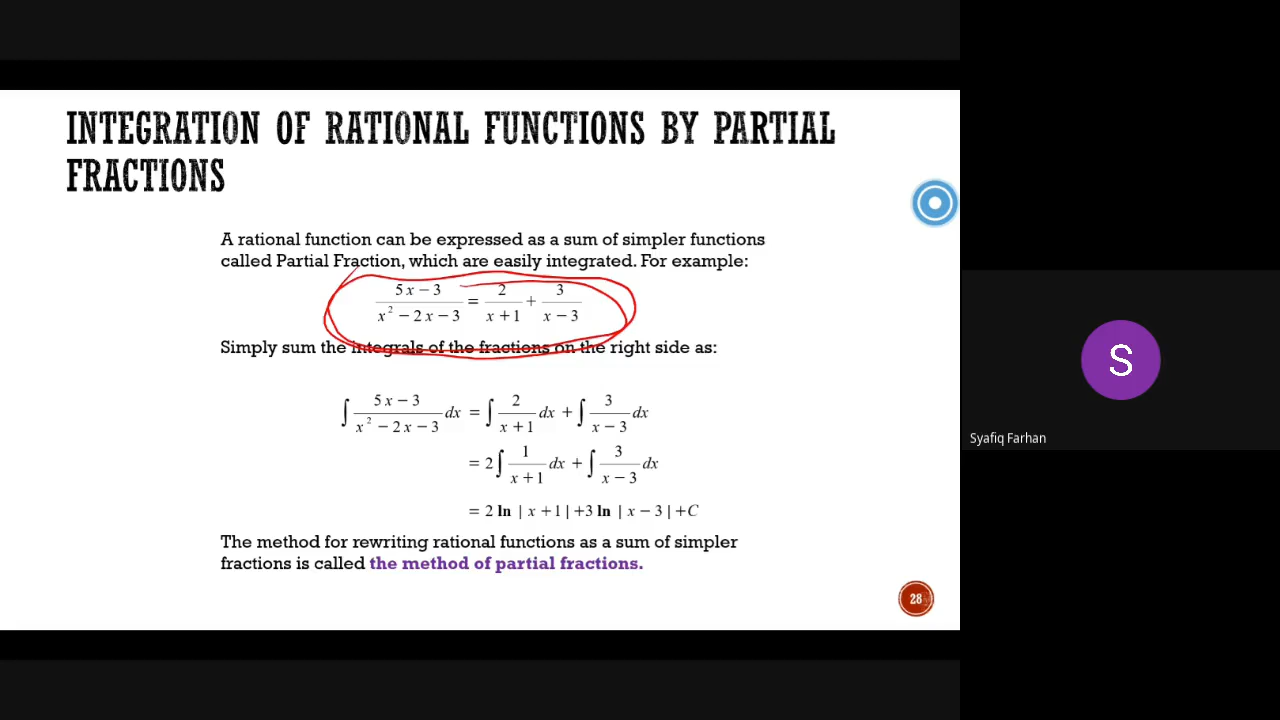 INTEGRATION OF RATIONAL FUNCTIONS BY PARTIAL
FRACTIONS
A rational function can be expressed as a sum of simpler functions
called Partial Fraction, which are easily integrated. For example:
5x − 3 / x² − 2x − 3 = 2 / x + 1 + 3 / x − 3
Simply sum the integrals of the fractions on the right side as:
∫ 5x − 3 / x² − 2x − 3 dx = ∫ 2 / x + 1 dx + ∫ 3 / x − 3 dx
= 2 ∫ 1 / x + 1 dx + ∫ 3 / x − 3 dx
= 2 ln | x + 1 | +3 ln | x − 3 | +C
The method for rewriting rational functions as a sum of simpler
fractions is called the method of partial fractions.
28
S
Syafiq Farhan